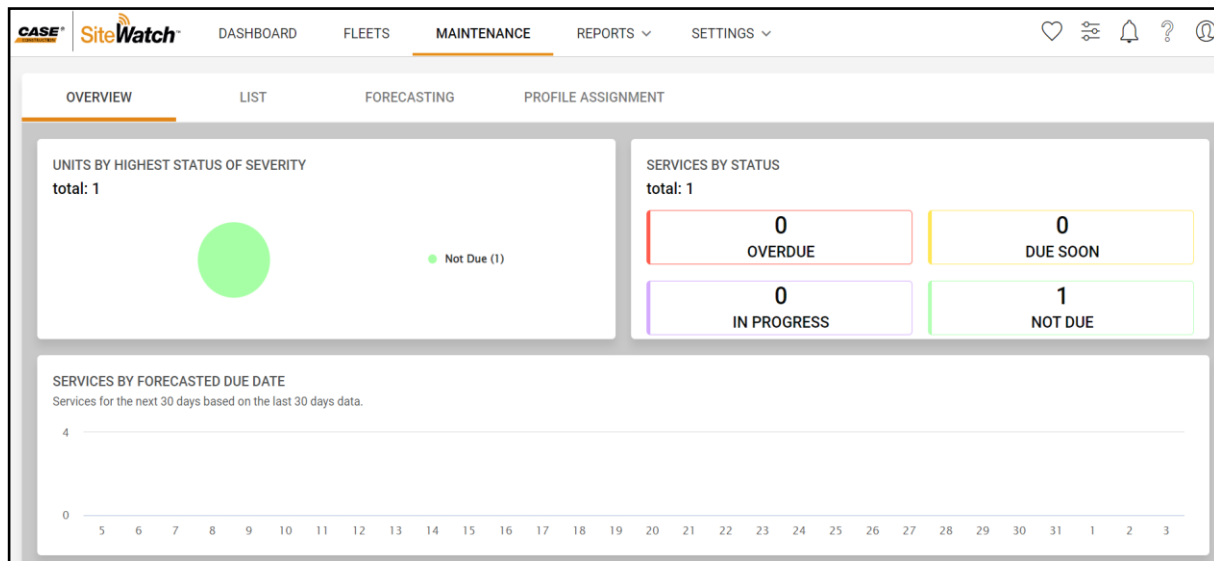 CASE
CONSTRUCTION
SiteWatch™
DASHBOARD
FLEETS
MAINTENANCE
REPORTS
SETTINGS
OVERVIEW
LIST
FORECASTING
PROFILE ASSIGNMENT
UNITS BY HIGHEST STATUS OF SEVERITY
total: 1
Not Due (1)
SERVICES BY STATUS
total: 1
0
OVERDUE
0
DUE SOON
0
IN PROGRESS
1
NOT DUE
SERVICES BY FORECASTED DUE DATE
Services for the next 30 days based on the last 30 days data.
4
0
5 6 7 8 9 10 11 12 13 14 15 16 17 18 19 20 21 22 23 24 25 26 27 28 29 30 31 1 2 3